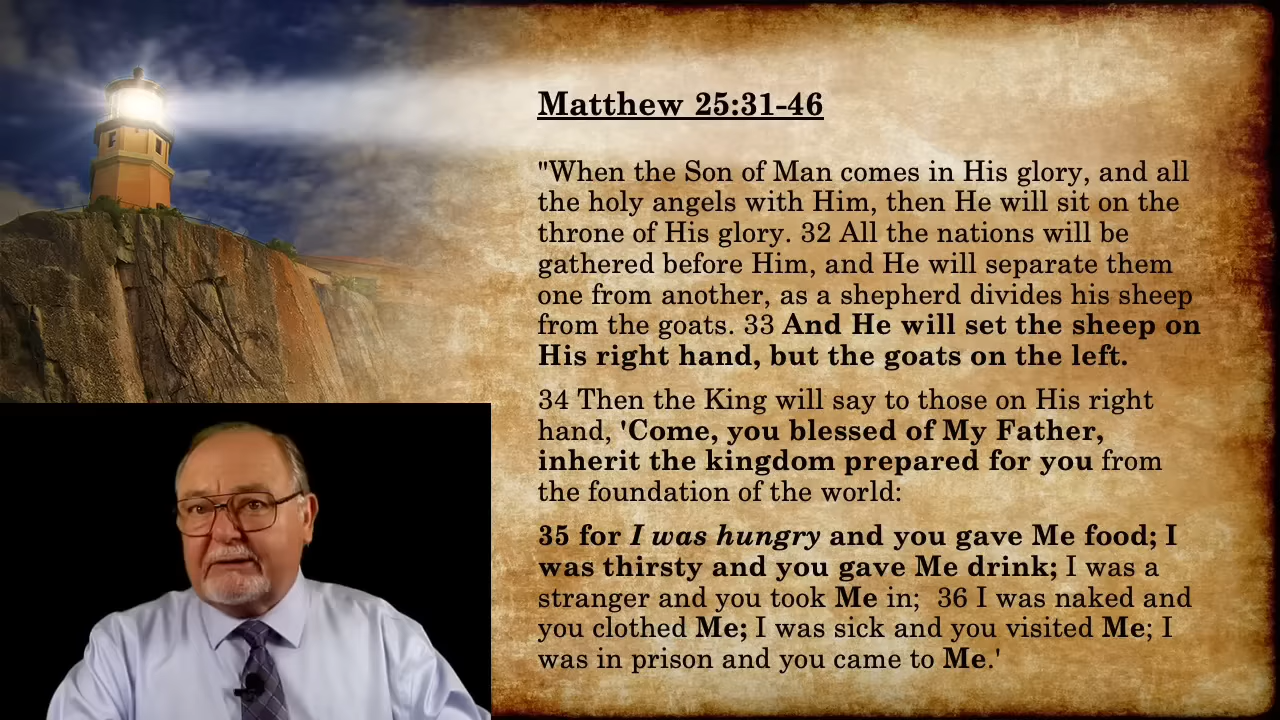 Matthew 25:31-46
"When the Son of Man comes in His glory, and all
the holy angels with Him, then He will sit on the
throne of His glory. 32 All the nations will be
gathered before Him, and He will separate them
one from another, as a shepherd divides his sheep
from the goats. 33 And He will set the sheep on
His right hand, but the goats on the left.
34 Then the King will say to those on His right
hand, 'Come, you blessed of My Father,
inherit the kingdom prepared for you from
the foundation of the world:
35 for I was hungry and you gave Me food; I
was thirsty and you gave Me drink; I was a
stranger and you took Me in;  36 I was naked and
you clothed Me; I was sick and you visited Me; I
was in prison and you came to Me.'